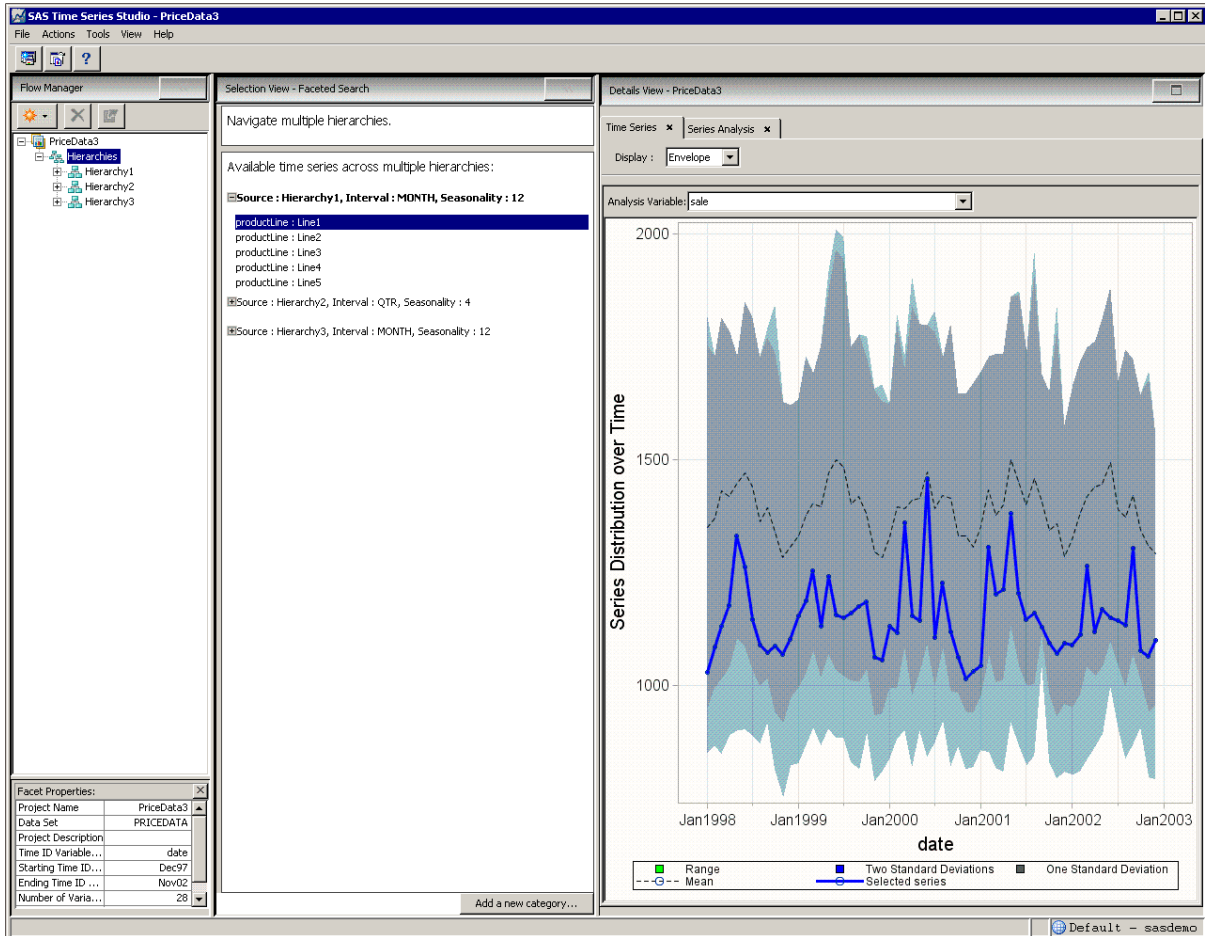 SAS Time Series Studio - PriceData3
File Actions Tools View Help
?
Flow Manager
PriceData3
Hierarchies
Hierarchy1
Hierarchy2
Hierarchy3
Facet Properties:
Project Name PriceData3
Data Set PRICEDATA
Project Description
Time ID Variable... date
Starting Time ID... Dec97
Ending Time ID ... Nov02
Number of Varia... 28
Selection View - Faceted Search
Navigate multiple hierarchies.
Available time series across multiple hierarchies:
Source : Hierarchy1, Interval : MONTH, Seasonality : 12
productLine : Line1
productLine : Line2
productLine : Line3
productLine : Line4
productLine : Line5
Source : Hierarchy2, Interval : QTR, Seasonality : 4
Source : Hierarchy3, Interval : MONTH, Seasonality : 12
Add a new category...
Details View - PriceData3
Time Series Series Analysis
Display : Envelope
Analysis Variable: sale
Series Distribution over Time
2000
1500
1000
Jan1998 Jan1999 Jan2000 Jan2001 Jan2002 Jan2003
date
Range Two Standard Deviations One Standard Deviation
Mean Selected series
Default - sasdemo